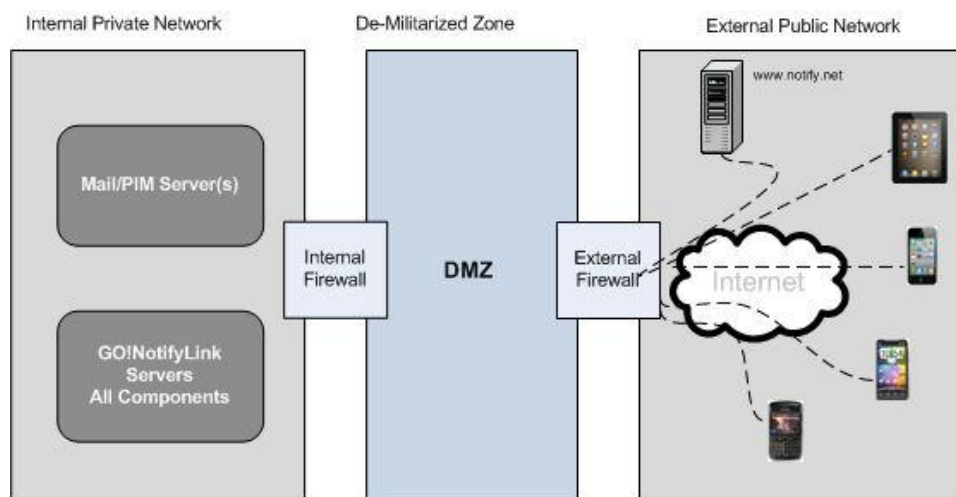 Internal Private Network
De-Militarized Zone
External Public Network
www.notify.net
Mail/PIM Server(s)
Internal
Firewall
DMZ
External
Firewall
Internet
GO!NotifyLink
Servers
All Components